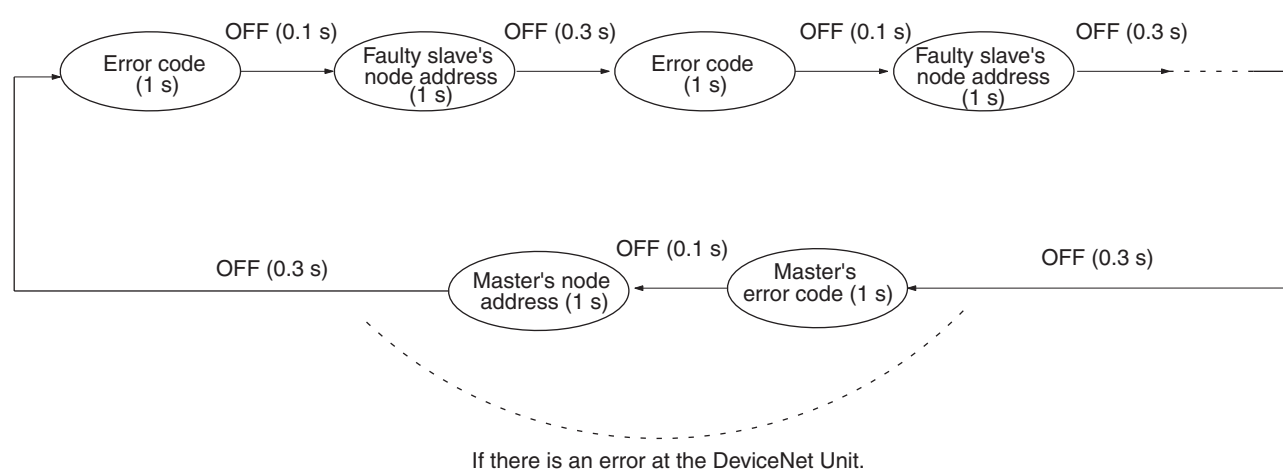 OFF (0.1 s)
OFF (0.3 s)
OFF (0.1 s)
OFF (0.3 s)
Error code
(1 s)
Faulty slave's
node address
(1 s)
Error code
(1 s)
Faulty slave's
node address
(1 s)
OFF (0.3 s)
Master's node
address (1 s)
OFF (0.1 s)
Master's
error code (1 s)
OFF (0.3 s)
If there is an error at the DeviceNet Unit.